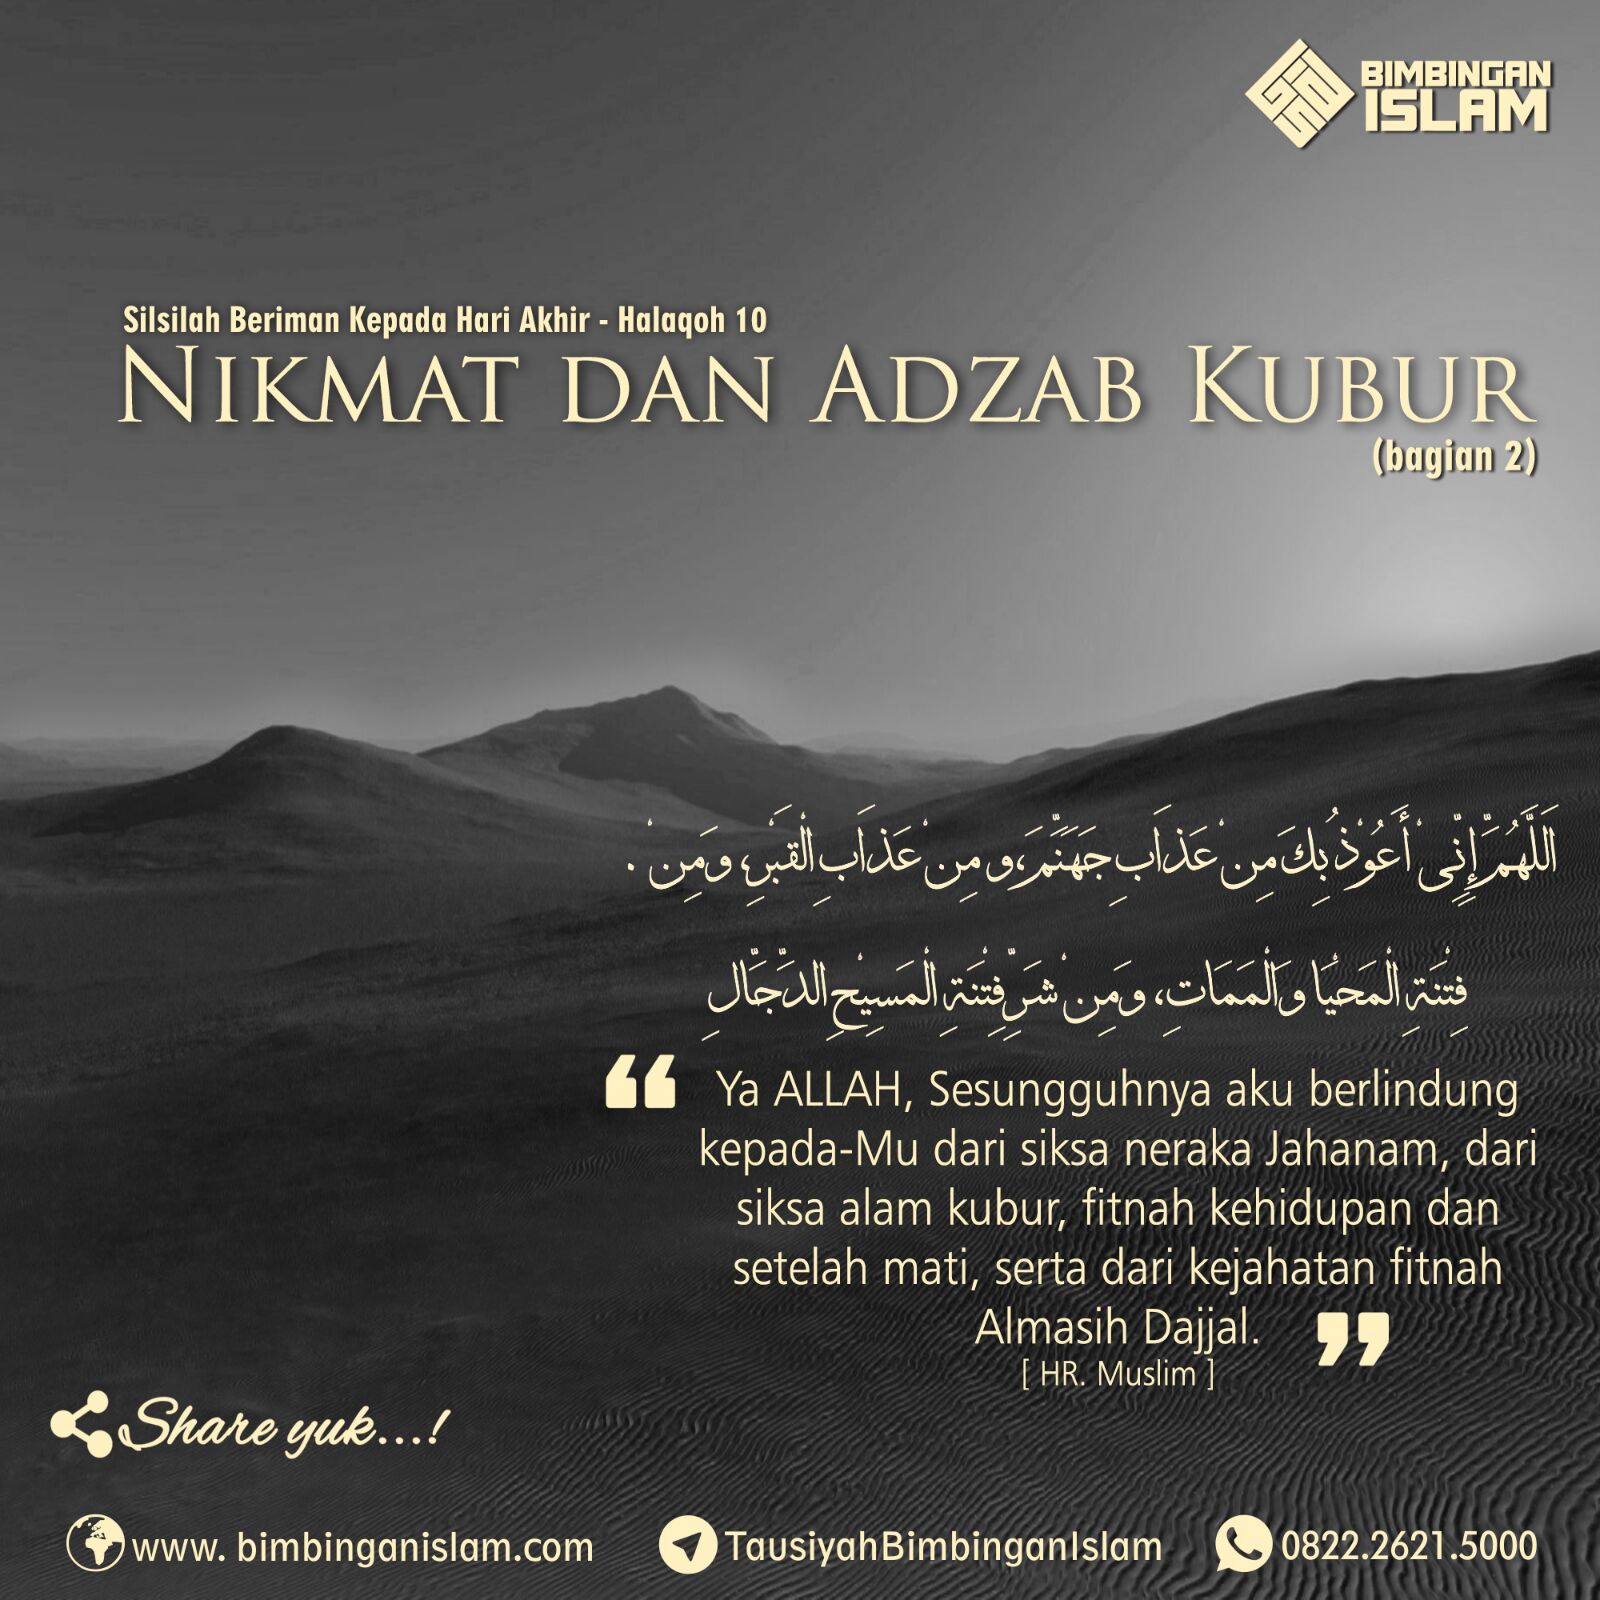 BIMBINGAN
ISLAM
Silsilah Beriman Kepada Hari Akhir - Halaqoh 10
NIKMAT DAN ADZAB KUBUR
(bagian 2)
اَللَّهُمَّ إِنِّىْ أَعُوْذُ بِكَ مِنْ عَذَابِ جَهَنَّمَ، وَمِنْ عَذَابِ الْقَبْرِ، وَمِنْ .
فِتْنَةِ الْمَحْيَا وَالْمَمَاتِ، وَمِنْ شَرِّ فِتْنَةِ الْمَسِيْحِ الدَّجَّالِ
“ Ya ALLAH, Sesungguhnya aku berlindung
kepada-Mu dari siksa neraka Jahanam, dari
siksa alam kubur, fitnah kehidupan dan
setelah mati, serta dari kejahatan fitnah
Almasih Dajjal. ”
[ HR. Muslim ]
Share yuk...!
www. bimbinganislam.com
TausiyahBimbinganIslam
0822.2621.5000